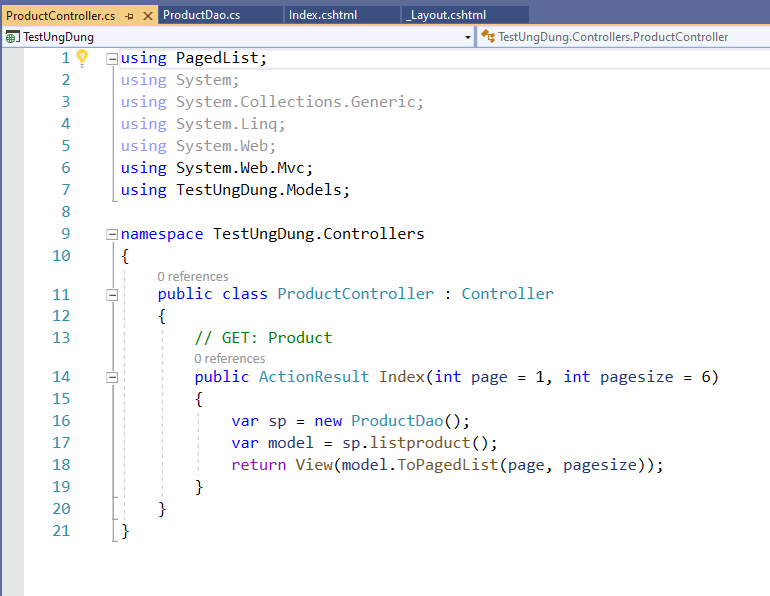 ProductController.cs ProductDao.cs Index.cshtml _Layout.cshtml
TestUngDung TestUngDung.Controllers.ProductController
1 using PagedList;
2 using System;
3 using System.Collections.Generic;
4 using System.Linq;
5 using System.Web;
6 using System.Web.Mvc;
7 using TestUngDung.Models;
8
9 namespace TestUngDung.Controllers
10 {
0 references
11 public class ProductController : Controller
12 {
13 // GET: Product
0 references
14 public ActionResult Index(int page = 1, int pagesize = 6)
15 {
16 var sp = new ProductDao();
17 var model = sp.listproduct();
18 return View(model.ToPagedList(page, pagesize));
19 }
20 }
21 }